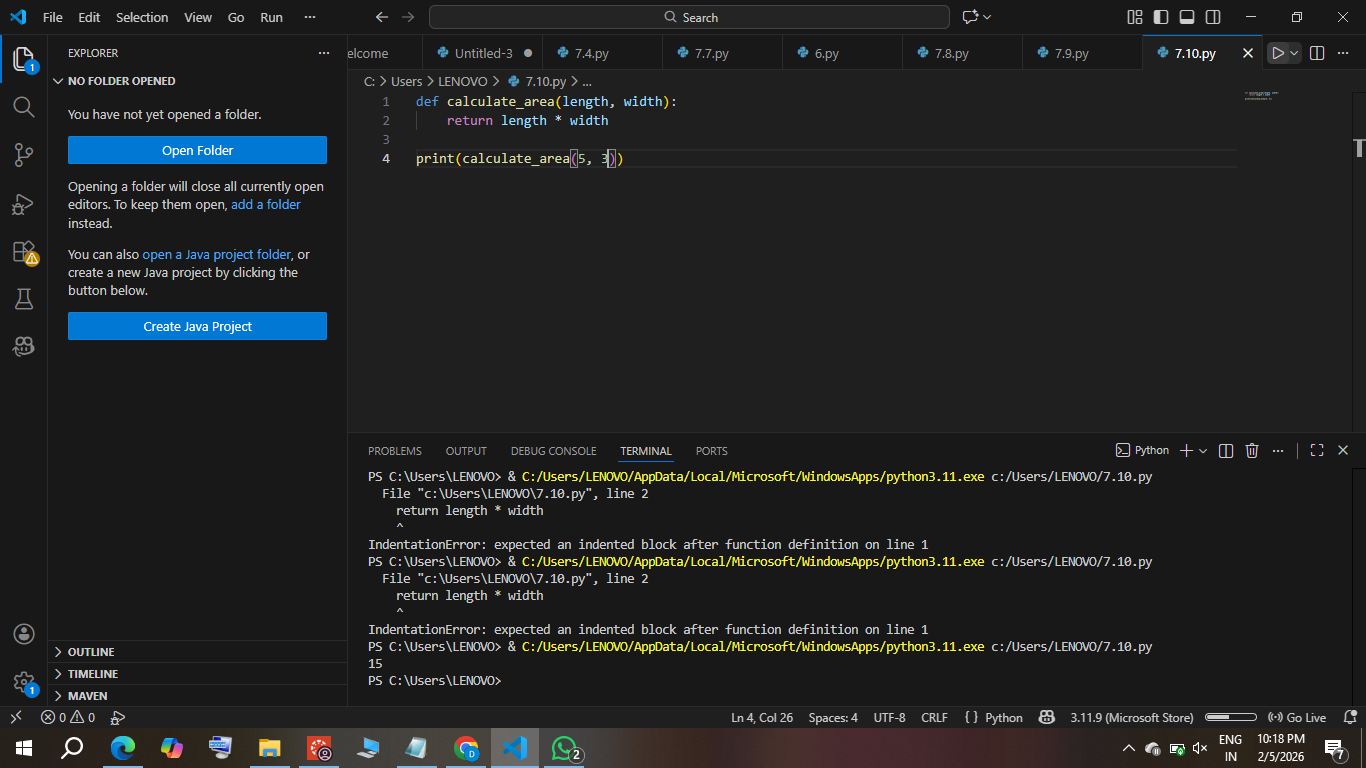 File Edit Selection View Go Run ··· Search
EXPLORER ···
NO FOLDER OPENED
You have not yet opened a folder.
Open Folder
Opening a folder will close all currently open
editors. To keep them open, add a folder
instead.
You can also open a Java project folder, or
create a new Java project by clicking the
button below.
Create Java Project
OUTLINE
TIMELINE
MAVEN
1
1
elcome Untitled-3 7.4.py 7.7.py 6.py 7.8.py 7.9.py 7.10.py
C: > Users > LENOVO > 7.10.py > ...
1 def calculate_area(length, width):
2     return length * width
3
4 print(calculate_area(5, 3))
PROBLEMS OUTPUT DEBUG CONSOLE TERMINAL PORTS Python
PS C:\Users\LENOVO> & C:/Users/LENOVO/AppData/Local/Microsoft/WindowsApps/python3.11.exe c:/Users/LENOVO/7.10.py
  File "c:\Users\LENOVO\7.10.py", line 2
    return length * width
    ^
IndentationError: expected an indented block after function definition on line 1
PS C:\Users\LENOVO> & C:/Users/LENOVO/AppData/Local/Microsoft/WindowsApps/python3.11.exe c:/Users/LENOVO/7.10.py
  File "c:\Users\LENOVO\7.10.py", line 2
    return length * width
    ^
IndentationError: expected an indented block after function definition on line 1
PS C:\Users\LENOVO> & C:/Users/LENOVO/AppData/Local/Microsoft/WindowsApps/python3.11.exe c:/Users/LENOVO/7.10.py
15
PS C:\Users\LENOVO>
0 0 Ln 4, Col 26 Spaces: 4 UTF-8 CRLF { } Python 3.11.9 (Microsoft Store) Go Live
D 2 ENG 10:18 PM
IN 2/5/2026 7